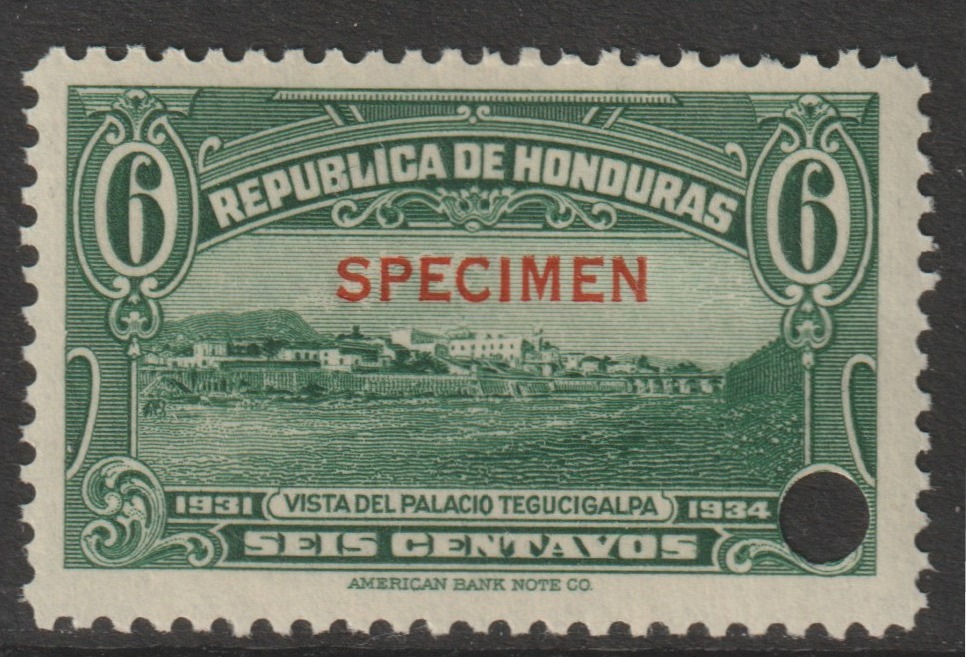 6 REPUBLICA DE HONDURAS 6
SPECIMEN
1931 VISTA DEL PALACIO TEGUCIGALPA 1934
SEIS CENTAVOS
AMERICAN BANK NOTE CO.